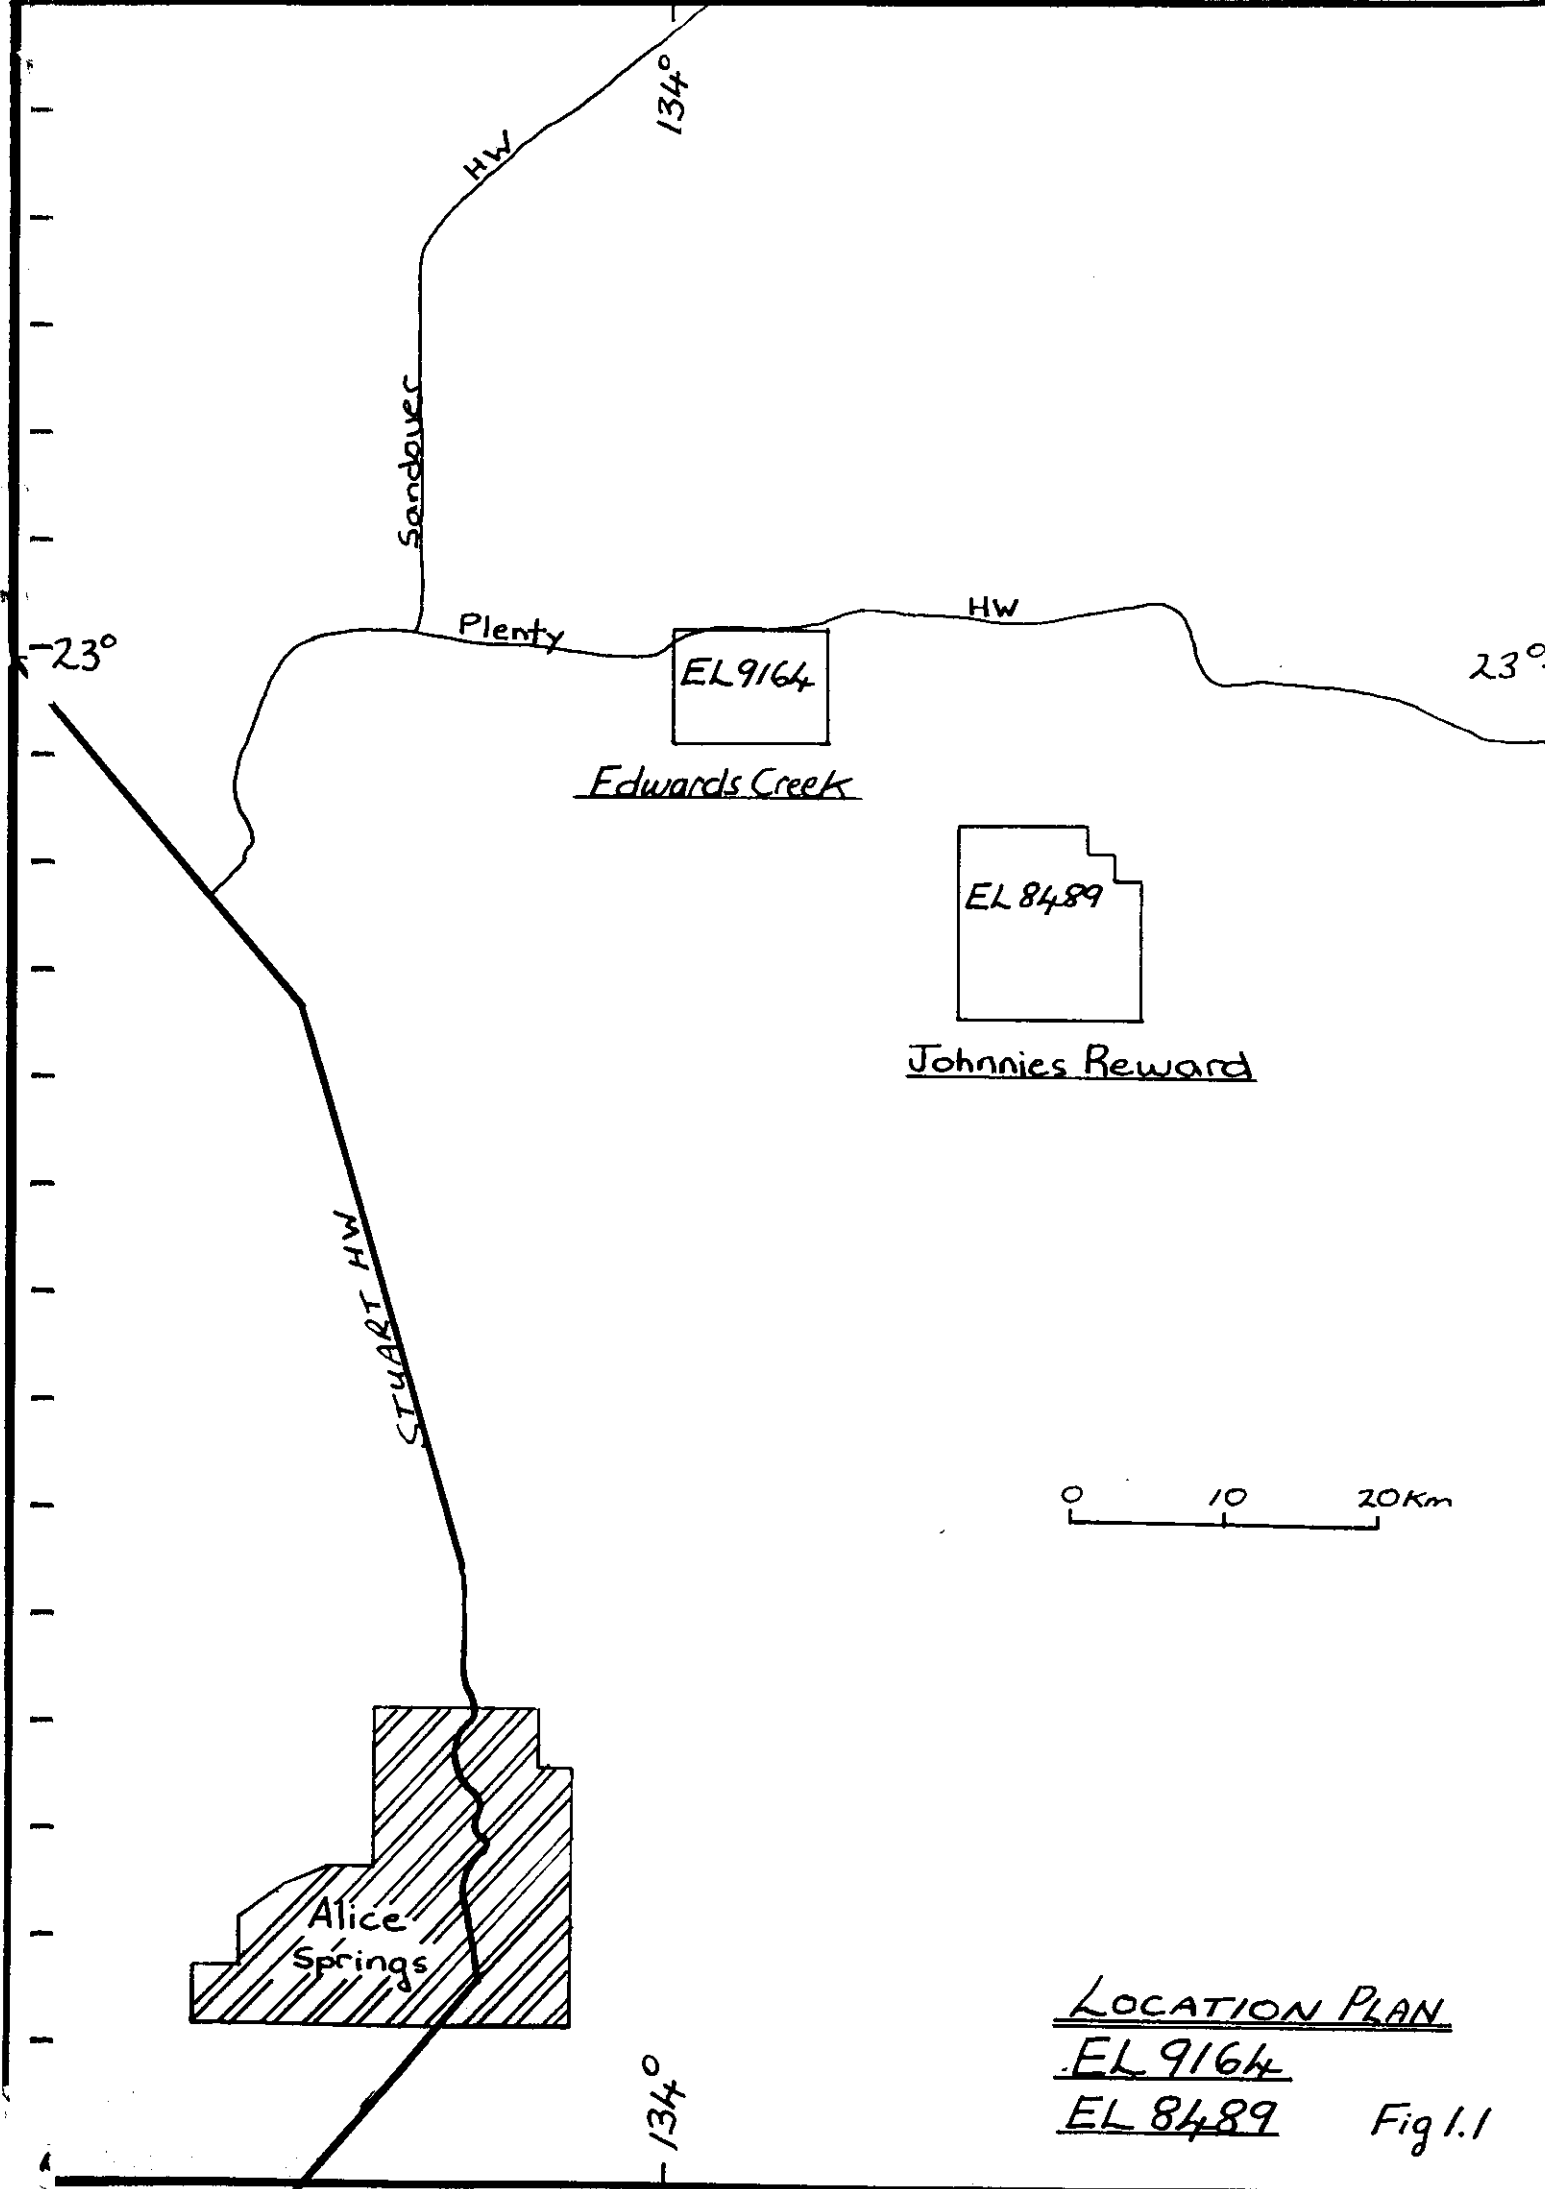 134°
HW
Sandover
Plenty
HW
23°
23°
EL9164
Edwards Creek
EL8489
Johnnies Reward
STUART HW
0 10 20Km
Alice
Springs
LOCATION PLAN
EL 9164
EL 8489
Fig 1.1
134°